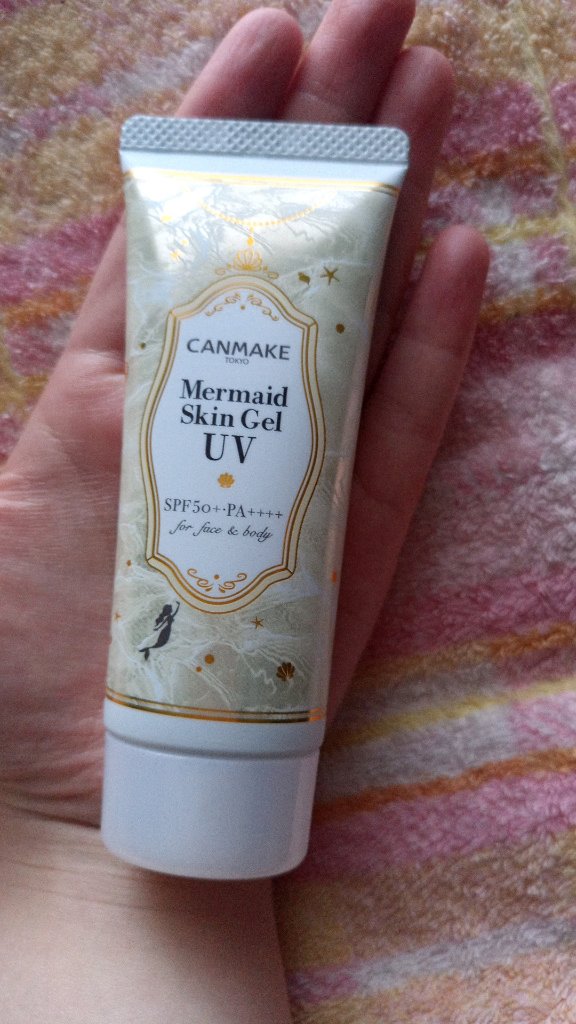 CANMAKE
TOKYO
Mermaid
Skin Gel
UV
SPF50+·PA++++
for face & body